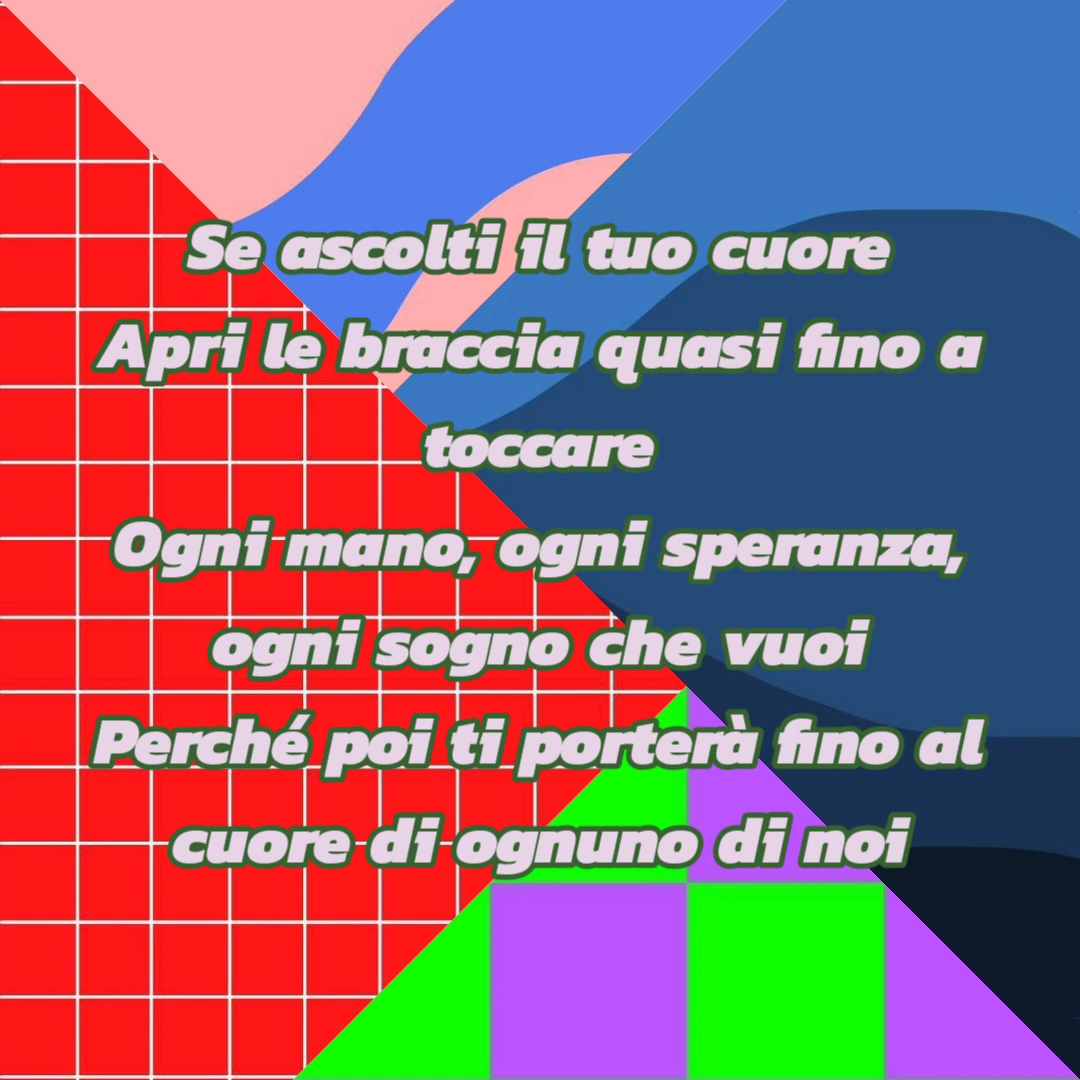 Se ascolti il tuo cuore
Apri le braccia quasi fino a
toccare
Ogni mano, ogni speranza,
ogni sogno che vuoi
Perché poi ti porterà fino al
cuore di ognuno di noi